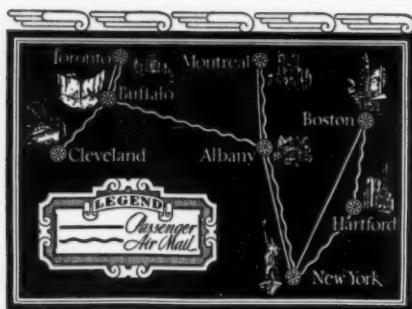 Toronto
Montreal
Buffalo
Boston
Cleveland
Albany
LEGEND
Passenger
Air Mail
Hartford
New York